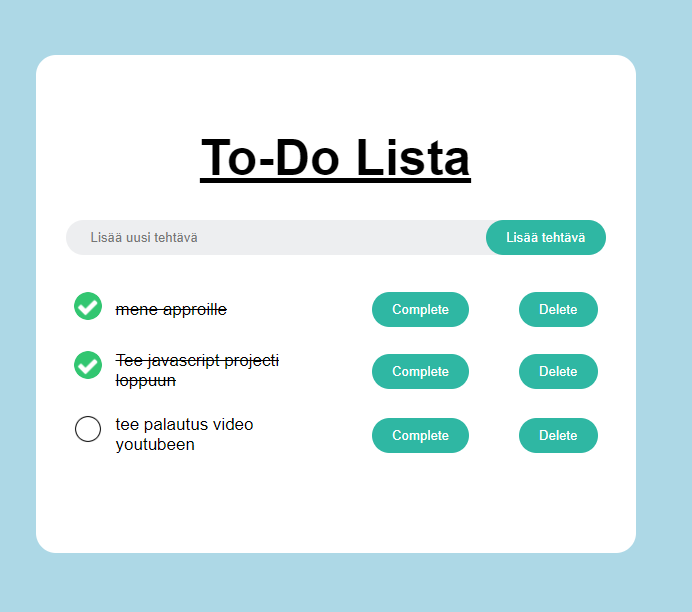 To-Do Lista
Lisää uusi tehtävä Lisää tehtävä
mene approille Complete Delete
Tee javascript projecti
loppuun Complete Delete
tee palautus video
youtubeen Complete Delete